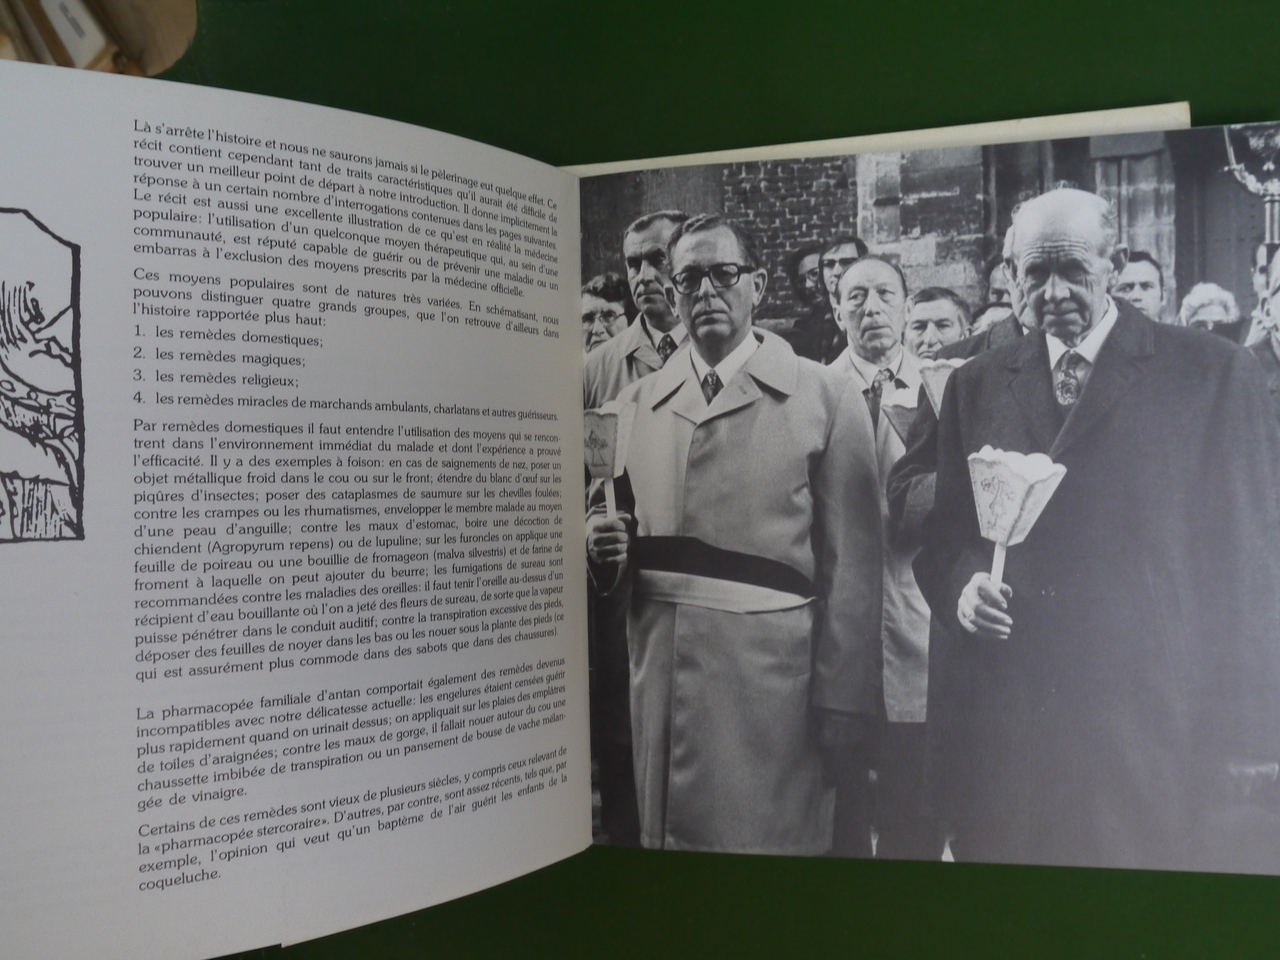 Là s'arrête l'histoire et nous ne saurons jamais si le pèlerinage eut quelque effet. Ce
récit contient cependant tant de traits caractéristiques qu'il aurait été difficile de
trouver un meilleur point de départ à notre introduction. Il donne implicitement la
réponse à un certain nombre d'interrogations contenues dans les pages suivantes.
Le récit est aussi une excellente illustration de ce qu'est en réalité la médecine
populaire: l'utilisation d'un quelconque moyen thérapeutique qui, au sein d'une
communauté, est réputé capable de guérir ou de prévenir une maladie ou un
embarras à l'exclusion des moyens prescrits par la médecine officielle.
Ces moyens populaires sont de natures très variées. En schématisant, nous
pouvons distinguer quatre grands groupes, que l'on retrouve d'ailleurs dans
l'histoire rapportée plus haut:
1. les remèdes domestiques;
2. les remèdes magiques;
3. les remèdes religieux;
4. les remèdes miracles de marchands ambulants, charlatans et autres guérisseurs.
Par remèdes domestiques il faut entendre l'utilisation des moyens qui se rencon-
trent dans l'environnement immédiat du malade et dont l'expérience a prouvé
l'efficacité. Il y a des exemples à foison: en cas de saignements de nez, poser un
objet métallique froid dans le cou ou sur le front; étendre du blanc d'œuf sur les
piqûres d'insectes; poser des cataplasmes de saumure sur les chevilles foulées;
contre les crampes ou les rhumatismes, envelopper le membre malade au moyen
d'une peau d'anguille; contre les maux d'estomac, boire une décoction de
chiendent (Agropyrum repens) ou de lupuline; sur les furoncles on applique une
feuille de poireau ou une bouillie de fromageon (malva silvestris) et de farine de
froment à laquelle on peut ajouter du beurre; les fumigations de sureau sont
recommandées contre les maladies des oreilles: il faut tenir l'oreille au-dessus d'un
récipient d'eau bouillante où l'on a jeté des fleurs de sureau, de sorte que la vapeur
puisse pénétrer dans le conduit auditif; contre la transpiration excessive des pieds,
déposer des feuilles de noyer dans les bas ou les nouer sous la plante des pieds (ce
qui est assurément plus commode dans des sabots que dans des chaussures).
La pharmacopée familiale d'antan comportait également des remèdes devenus
incompatibles avec notre délicatesse actuelle: les engelures étaient censées guérir
plus rapidement quand on urinait dessus; on appliquait sur les plaies des emplâtres
de toiles d'araignées; contre les maux de gorge, il fallait nouer autour du cou une
chaussette imbibée de transpiration ou un pansement de bouse de vache mélan-
gée de vinaigre.
Certains de ces remèdes sont vieux de plusieurs siècles, y compris ceux relevant de
la «pharmacopée stercoraire». D'autres, par contre, sont assez récents, tels que, par
exemple, l'opinion qui veut qu'un baptême de l'air guérit les enfants de la
coqueluche.